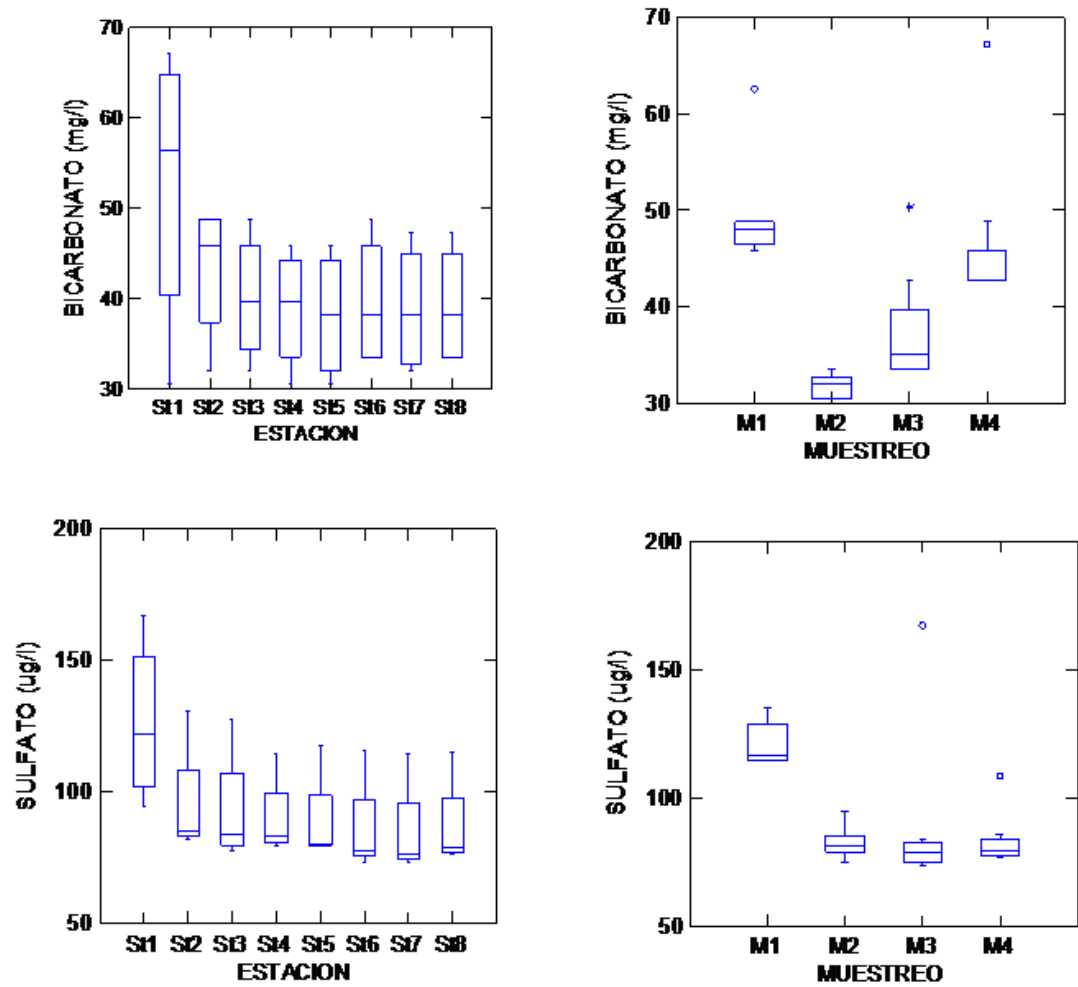 BICARBONATO (mg/l)
70
60
50
40
30
St1 St2 St3 St4 St5 St6 St7 St8
ESTACION
BICARBONATO (mg/l)
70
60
50
40
30
M1 M2 M3 M4
MUESTREO
SULFATO (ug/l)
200
150
100
50
St1 St2 St3 St4 St5 St6 St7 St8
ESTACION
SULFATO (ug/l)
200
150
100
50
M1 M2 M3 M4
MUESTREO